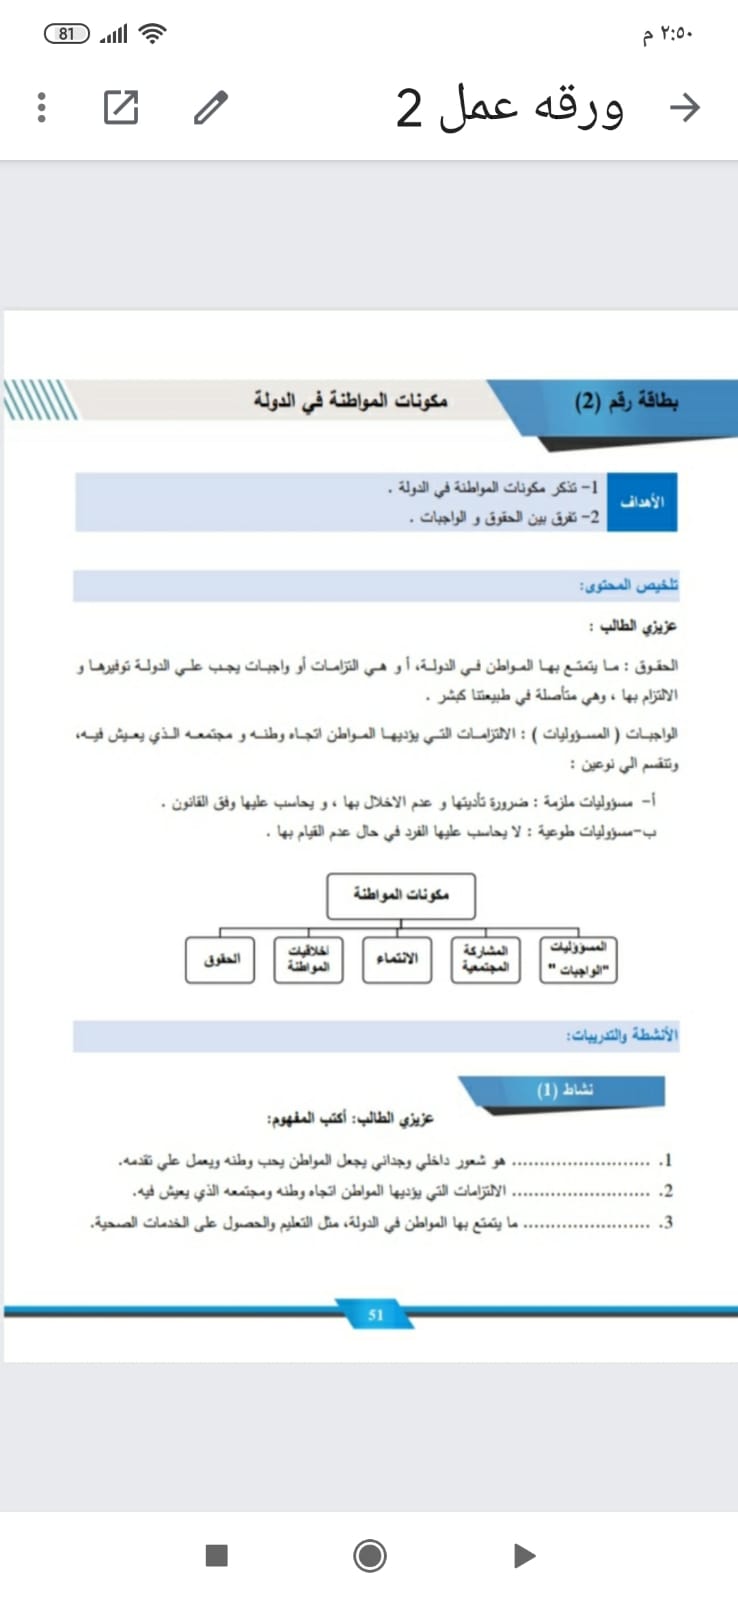 ٢:٥٠ م
81
ورقه عمل 2
بطاقة رقم (2)
مكونات المواطنة في الدولة
الأهداف
1- تذكر مكونات المواطنة في الدولة .
2- تفرق بين الحقوق و الواجبات .
تلخيص المحتوى:
عزيزي الطالب :
الحقوق : ما يتمتع بها المواطن في الدولة، أ و هي التزامات أو واجبات يجب على الدولة توفيرها و
الالتزام بها ، وهي متأصلة في طبيعتنا كبشر .
الواجبات ( المسؤوليات ) : الالتزامات التي يؤديها المواطن اتجاه وطنه و مجتمعه الذي يعيش فيه،
وتنقسم الي نوعين :
أ- مسؤوليات ملزمة : ضرورة تأديتها و عدم الاخلال بها ، و يحاسب عليها وفق القانون .
ب-مسؤوليات طوعية : لا يحاسب عليها الفرد في حال عدم القيام بها .
مكونات المواطنة
المسؤوليات
"الواجبات "
المشاركة
المجتمعية
الانتماء
اخلاقيات
المواطنة
الحقوق
الأنشطة والتدريبات:
نشاط (1)
عزيزي الطالب: أكتب المفهوم:
1. ......................... هو شعور داخلي وجداني يجعل المواطن يحب وطنه ويعمل علي تقدمه.
2. ......................... الالتزامات التي يؤديها المواطن اتجاه وطنه ومجتمعه الذي يعيش فيه.
3. ....................... ما يتمتع بها المواطن في الدولة، مثل التعليم والحصول على الخدمات الصحية.
51